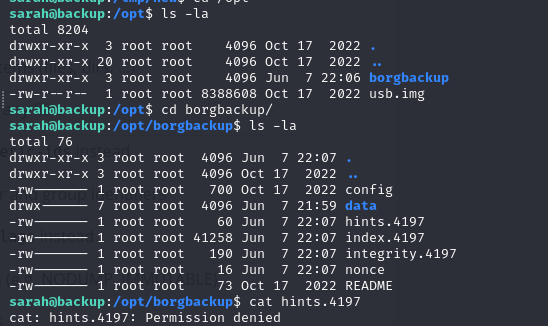 sarah@backup:/tmp/new$ cd /opt
sarah@backup:/opt$ ls -la
total 8204
drwxr-xr-x  3 root root    4096 Oct 17  2022 .
drwxr-xr-x 20 root root    4096 Oct 17  2022 ..
drwxr-xr-x  3 root root    4096 Jun  7 22:06 borgbackup
-rw-r--r--  1 root root 8388608 Oct 17  2022 usb.img
sarah@backup:/opt$ cd borgbackup/
sarah@backup:/opt/borgbackup$ ls -la
total 76
drwxr-xr-x 3 root root  4096 Jun  7 22:07 .
drwxr-xr-x 3 root root  4096 Oct 17  2022 ..
-rw------- 1 root root   700 Oct 17  2022 config
drwx------ 7 root root  4096 Jun  7 21:59 data
-rw------- 1 root root    60 Jun  7 22:07 hints.4197
-rw------- 1 root root 41258 Jun  7 22:07 index.4197
-rw------- 1 root root   190 Jun  7 22:07 integrity.4197
-rw------- 1 root root    16 Jun  7 22:07 nonce
-rw------- 1 root root    73 Oct 17  2022 README
sarah@backup:/opt/borgbackup$ cat hints.4197
cat: hints.4197: Permission denied